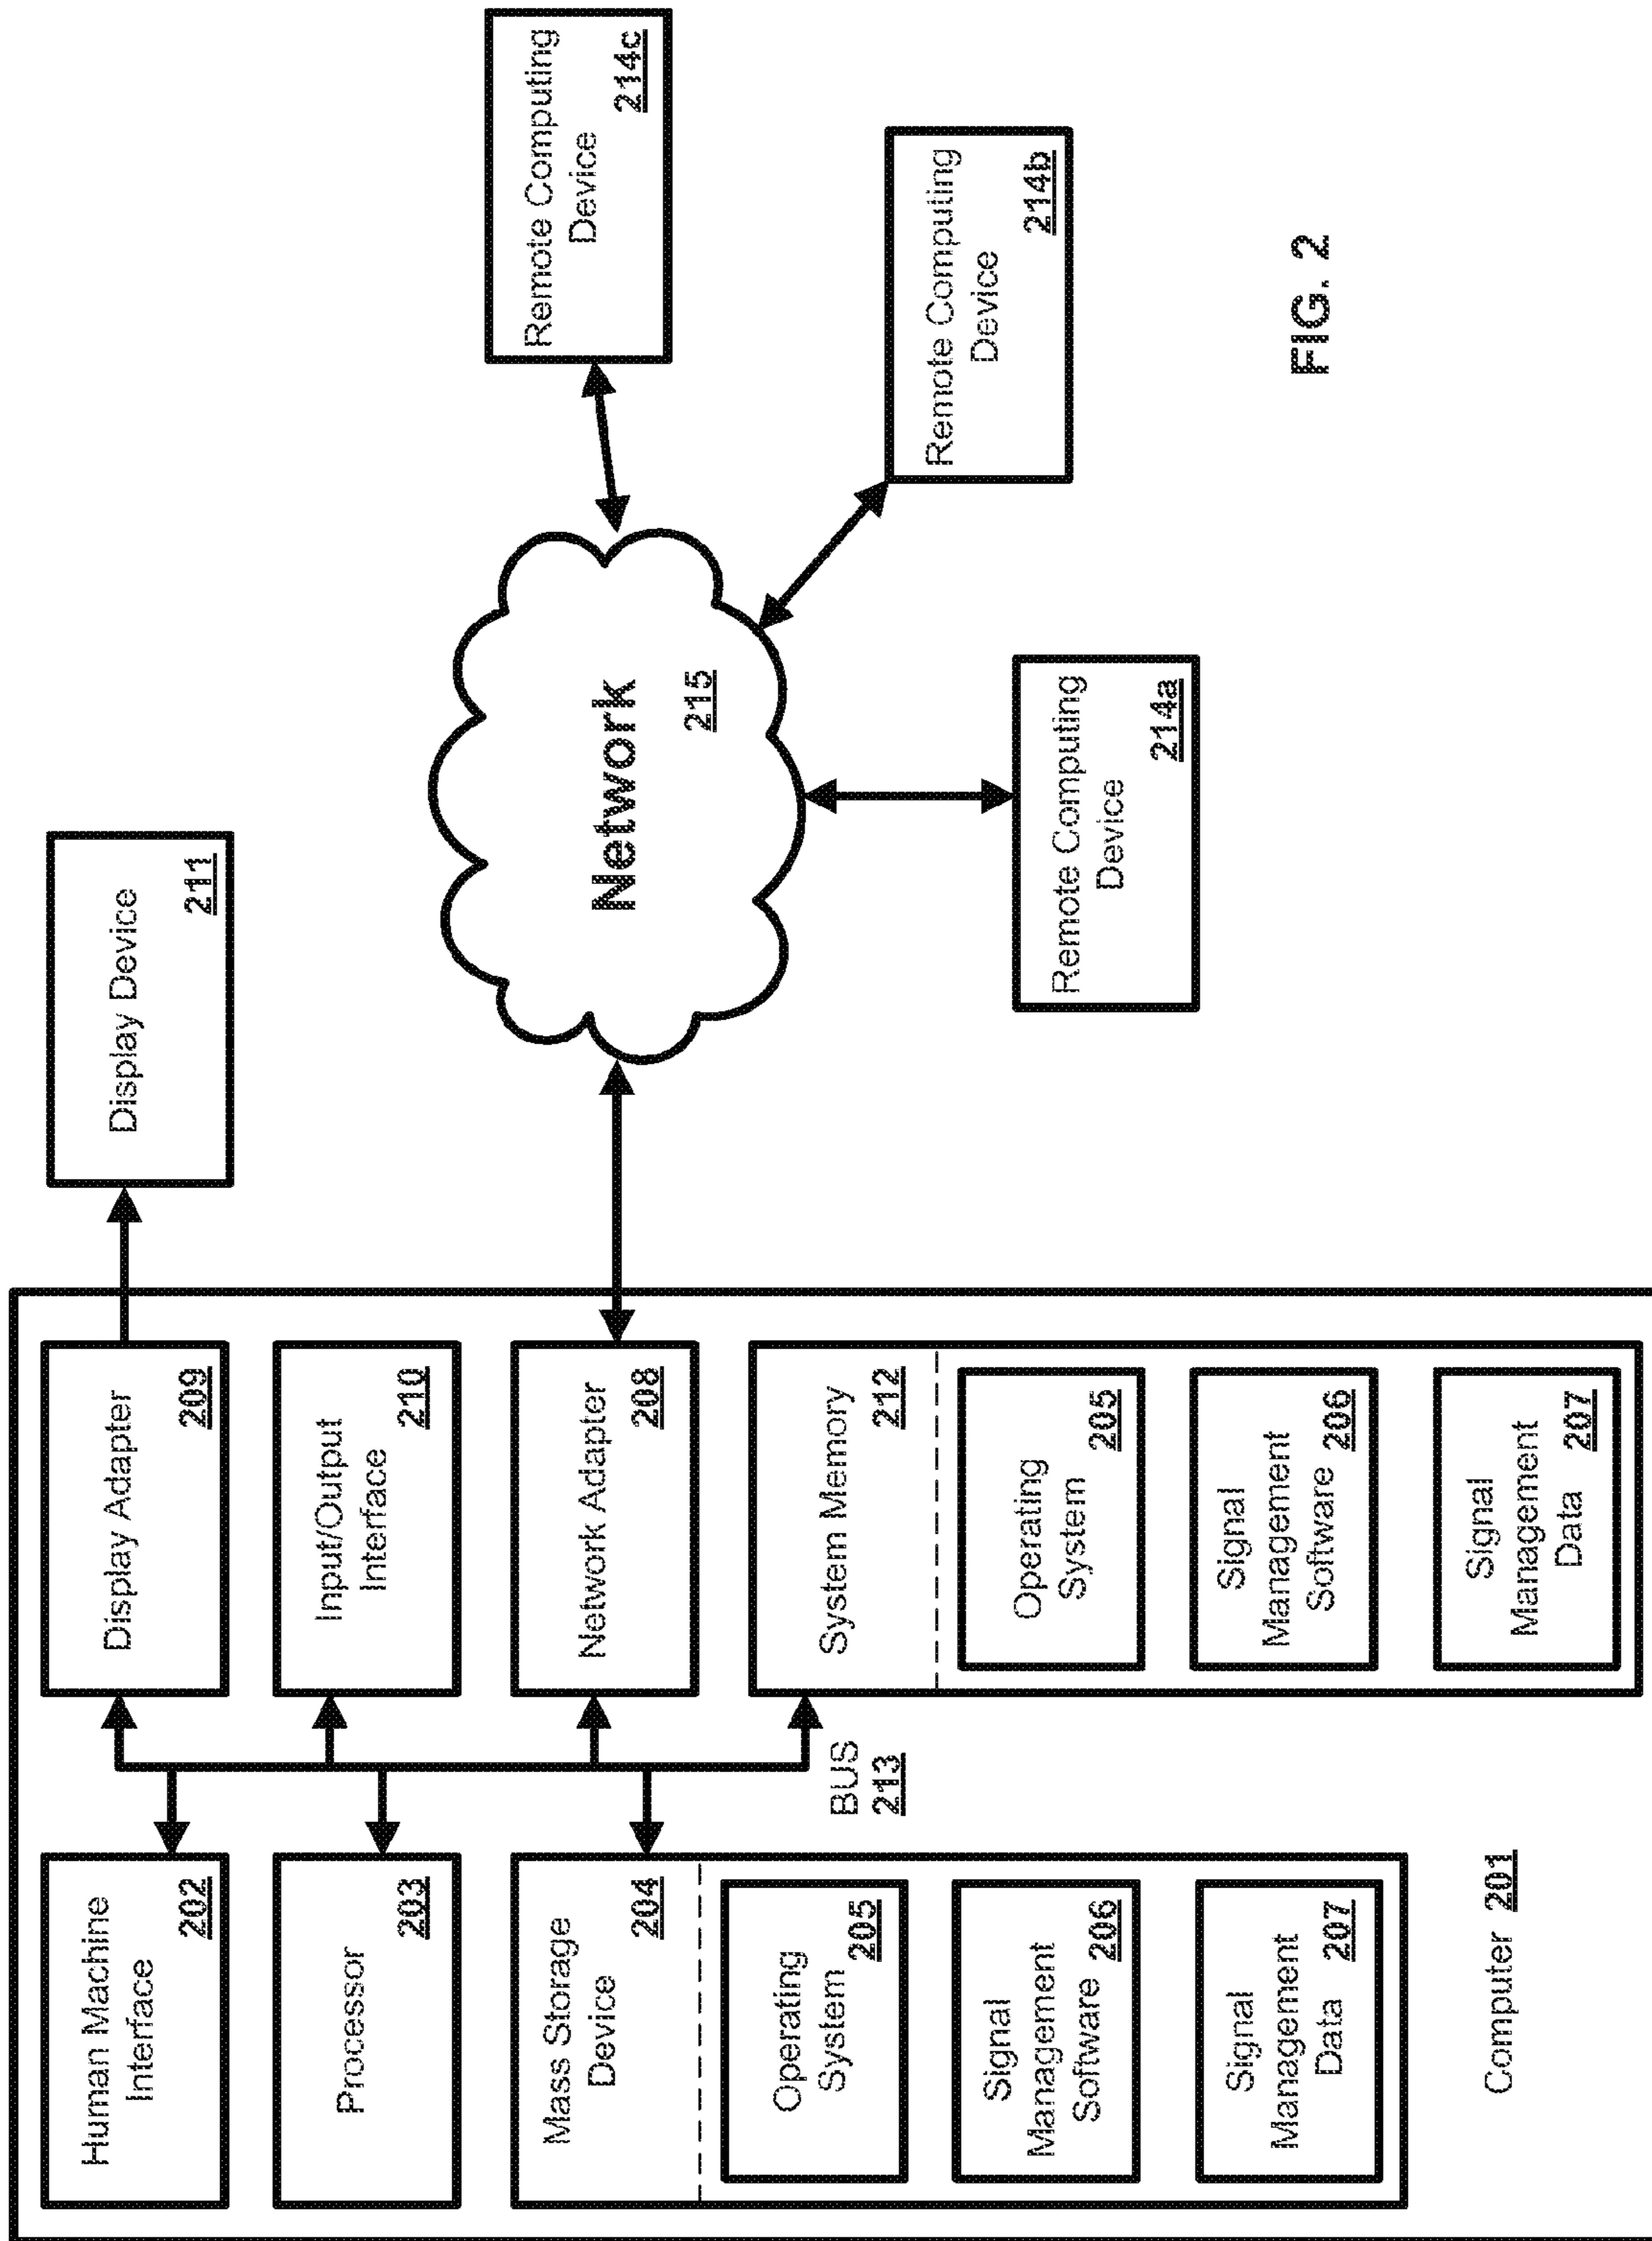 Human Machine
Interface
202
Processor
203
Mass Storage
Device
204
Operating
System
205
Signal
Management
Software 206
Signal
Management
Data 207
Computer 201
BUS
213
Display Adapter
209
Input/Output
Interface
210
Network Adapter
208
System Memory
212
Operating
System
205
Signal
Management
Software 206
Signal
Management
Data 207
Display Device
211
Network
215
Remote Computing
Device
214a
Remote Computing
Device
214b
Remote Computing
Device
214c
FIG. 2